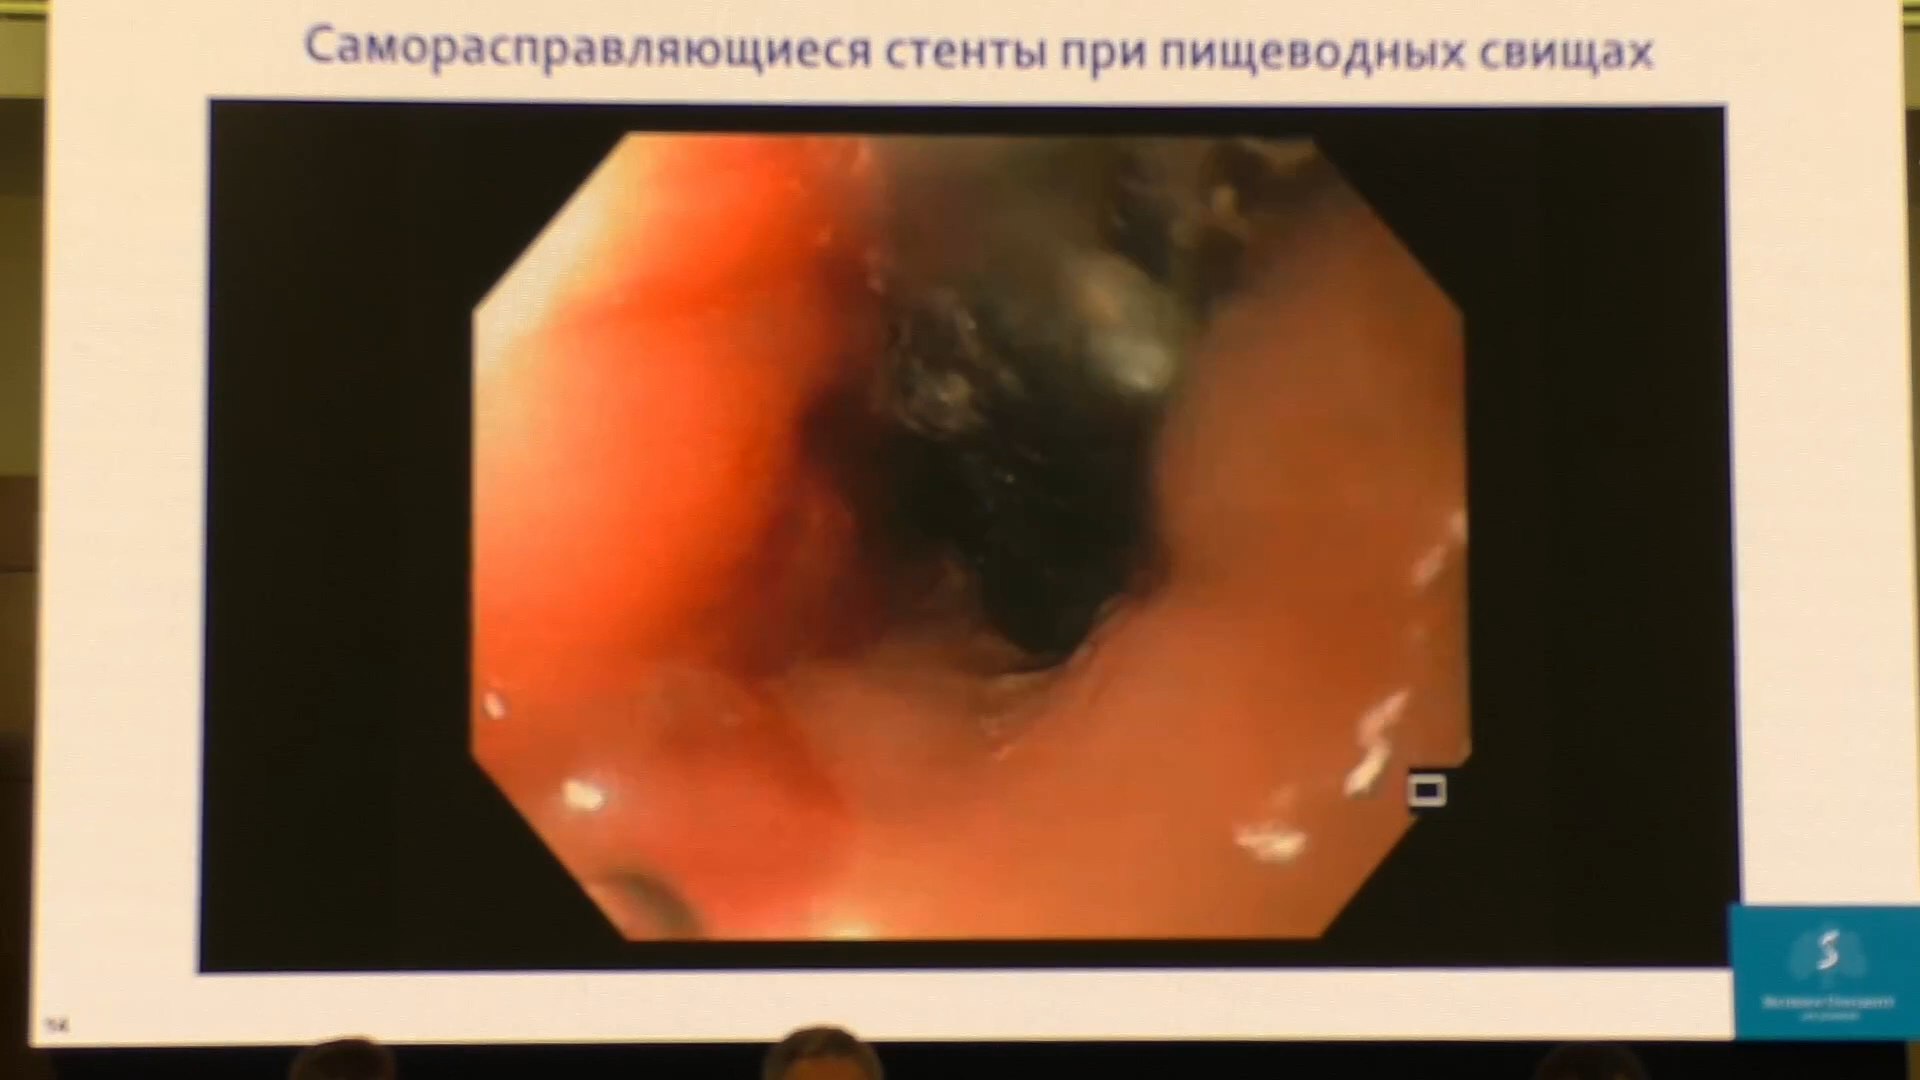 Саморасправляющиеся стенты при пищеводных свищах